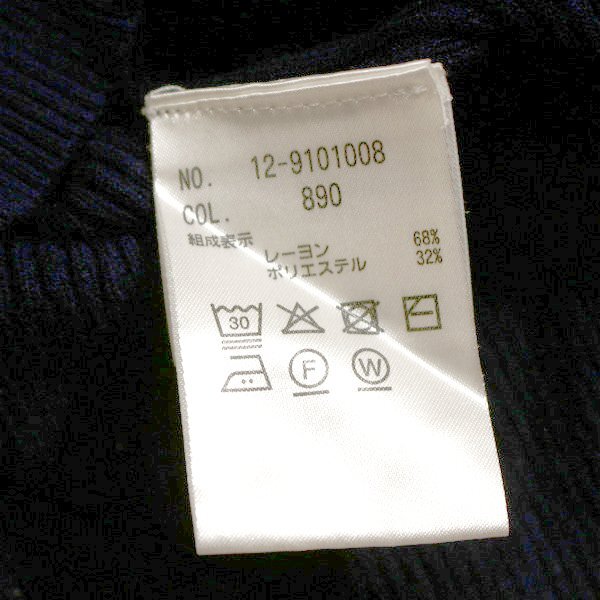 NO. 12-9101008
COL. 890
組成表示
レーヨン 68%
ポリエステル 32%
30
F W